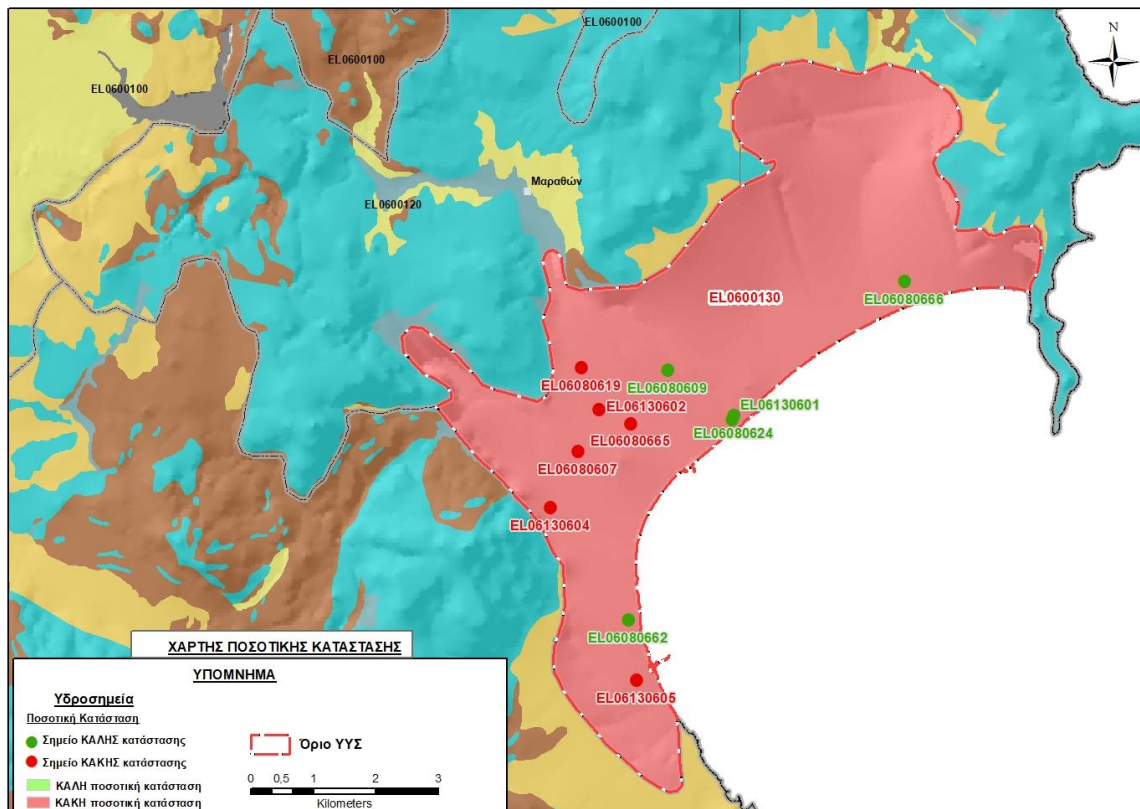 EL0600100
N
EL0600100
EL0600100
Μαραθών
EL0600120
EL0600130
EL06080666
EL06080619
EL06080609
EL06130602
EL06130601
EL06080665
EL06080624
EL06080607
EL06130604
EL06080662
EL06130605
ΧΑΡΤΗΣ ΠΟΣΟΤΙΚΗΣ ΚΑΤΑΣΤΑΣΗΣ
ΥΠΟΜΝΗΜΑ
Υδροσημεία
Ποσοτική Κατάσταση
Σημείο ΚΑΛΗΣ κατάστασης
Όριο ΥΥΣ
Σημείο ΚΑΚΗΣ κατάστασης
ΚΑΛΗ ποσοτική κατάσταση
0 0,5 1 2 3
ΚΑΚΗ ποσοτική κατάσταση
Kilometers